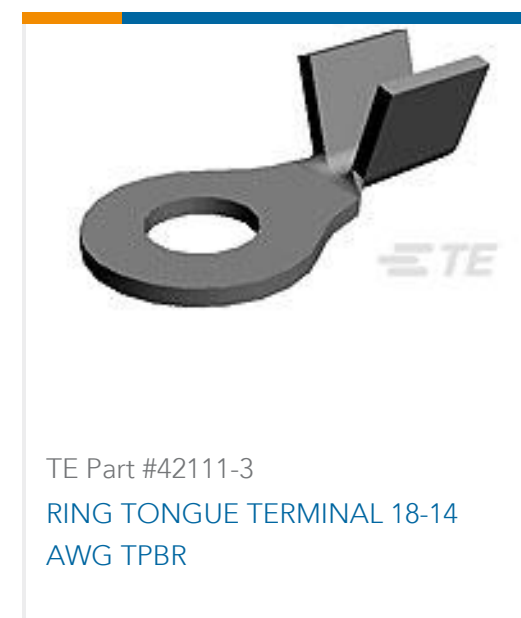 TE
TE Part #42111-3
RING TONGUE TERMINAL 18-14
AWG TPBR